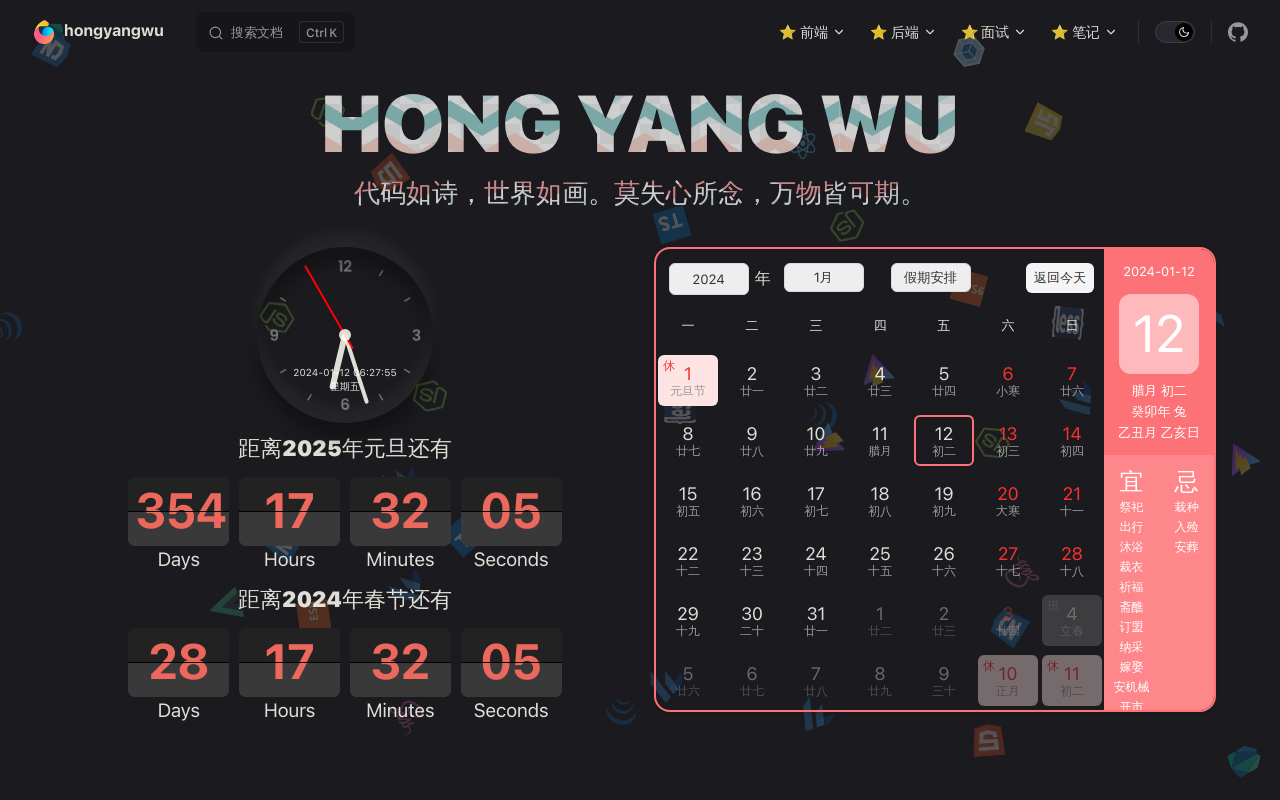 hongyangwu
搜索文档 Ctrl K
前端
后端
面试
笔记
HONG YANG WU
代码如诗，世界如画。莫失心所念，万物皆可期。
12
9 3
2024-01-12 06:27:55
星期五
6
距离2025年元旦还有
354 17 32 05
Days Hours Minutes Seconds
距离2024年春节还有
28 17 32 05
Days Hours Minutes Seconds
2024 年 1月 假期安排 返回今天
一 二 三 四 五 六 日
休 1 2 3 4 5 6 7
元旦节 廿一 廿二 廿三 廿四 小寒 廿六
8 9 10 11 12 13 14
廿七 廿八 廿九 腊月 初二 初三 初四
15 16 17 18 19 20 21
初五 初六 初七 初八 初九 大寒 十一
22 23 24 25 26 27 28
十二 十三 十四 十五 十六 十七 十八
29 30 31 1 2 3 班 4
十九 二十 廿一 廿二 廿三 廿四 立春
5 6 7 8 9 休 10 休 11
廿六 廿七 廿八 廿九 三十 正月 初二
2024-01-12
12
腊月 初二
癸卯年 兔
乙丑月 乙亥日
宜 忌
祭祀 栽种
出行 入殓
沐浴 安葬
裁衣
祈福
斋醮
订盟
纳采
嫁娶
安机械
开市